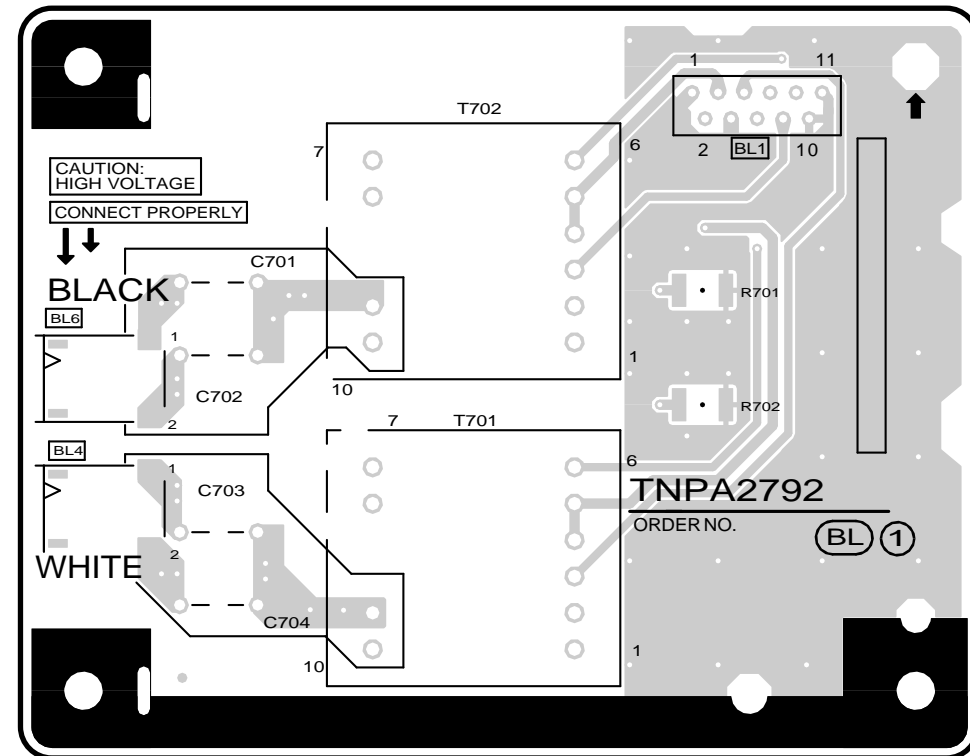 1
11
T702
7
6
2
BL1
10
CAUTION:
HIGH VOLTAGE
CONNECT PROPERLY
C701
BLACK
R701
BL6
1
1
10
C702
R702
2
7
T701
BL4
1
6
C703
TNPA2792
ORDER NO.
BL
1
2
WHITE
C704
10
1